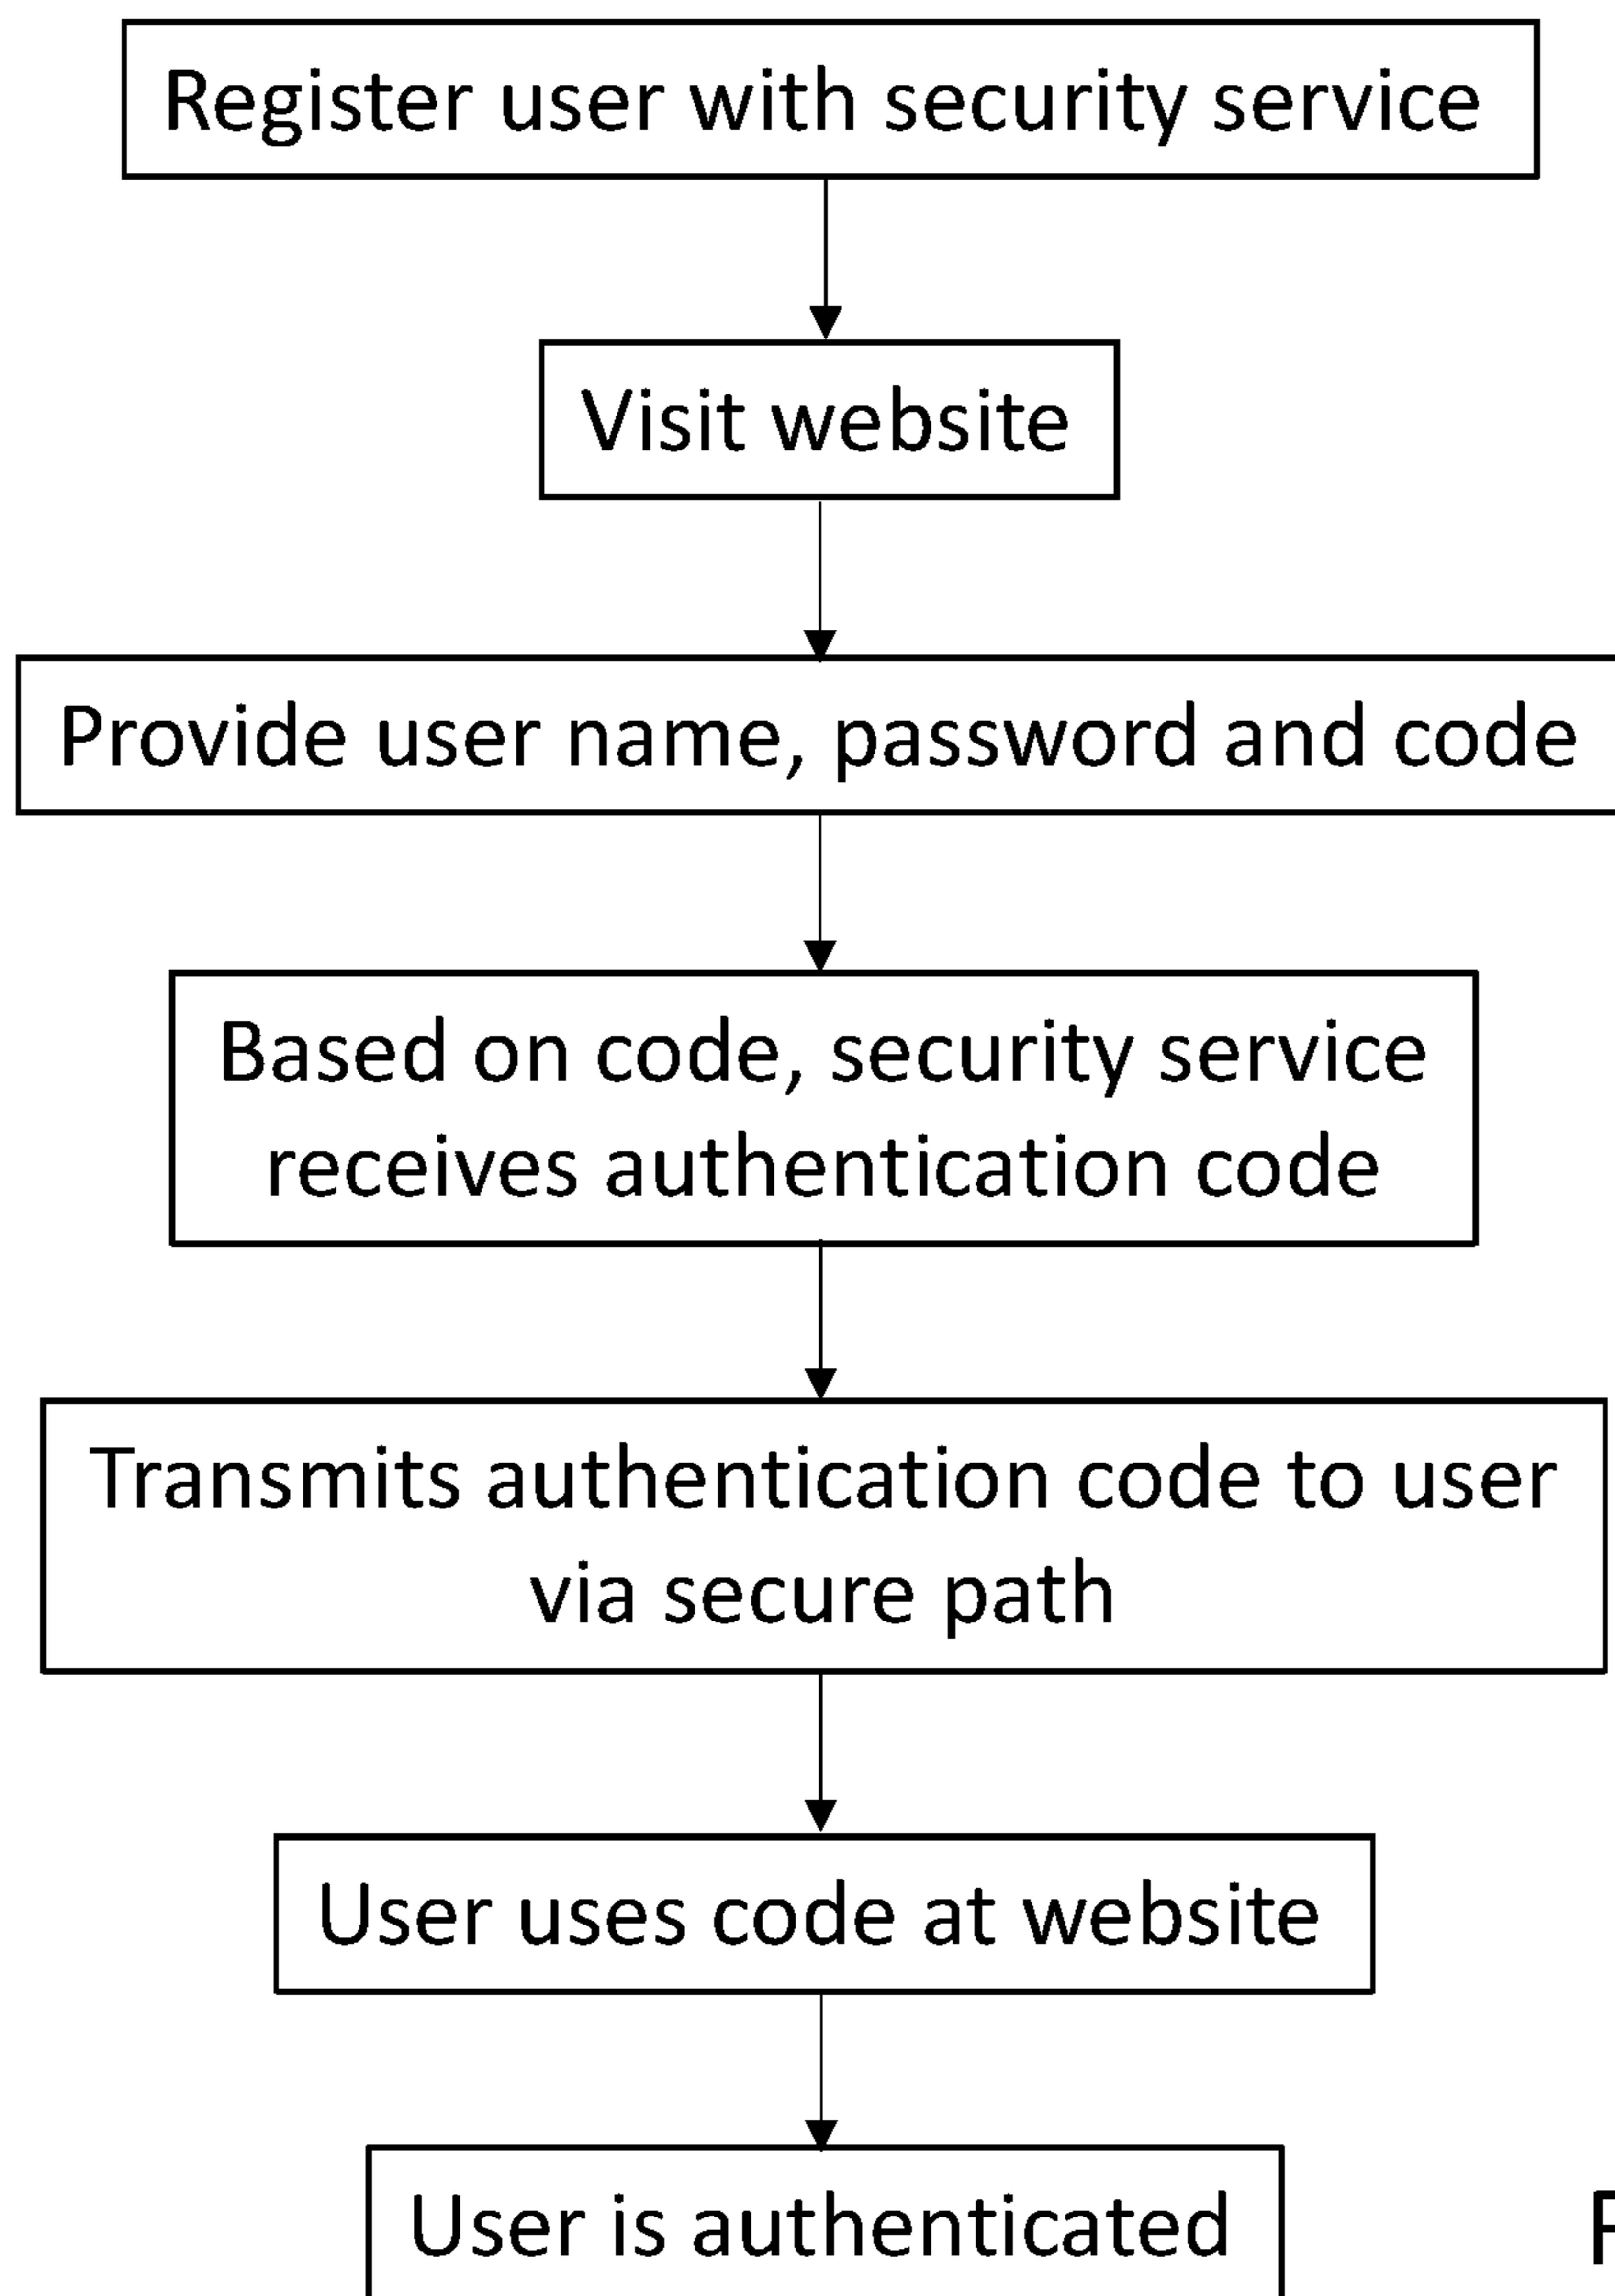 Register user with security service
Visit website
Provide user name, password and code
Based on code, security service
receives authentication code
Transmits authentication code to user
via secure path
User uses code at website
User is authenticated